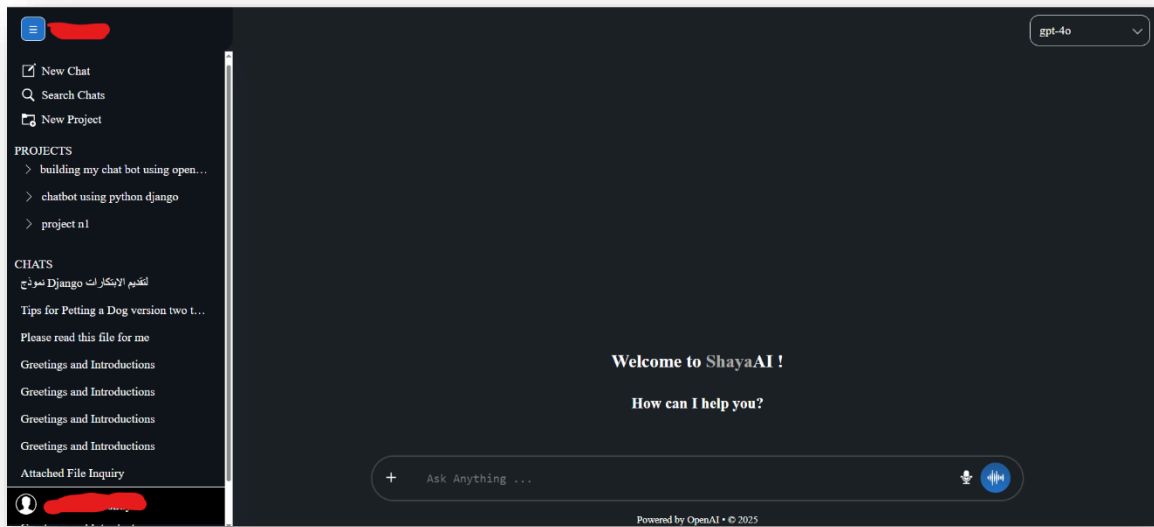 gpt-4o
New Chat
Search Chats
New Project
PROJECTS
building my chat bot using open...
chatbot using python django
project n1
CHATS
نموذج Django لتقديم الابتكارات
Tips for Petting a Dog version two t...
Please read this file for me
Greetings and Introductions
Greetings and Introductions
Greetings and Introductions
Greetings and Introductions
Attached File Inquiry
Welcome to ShayaAI !
How can I help you?
Ask Anything ...
Powered by OpenAI • © 2025